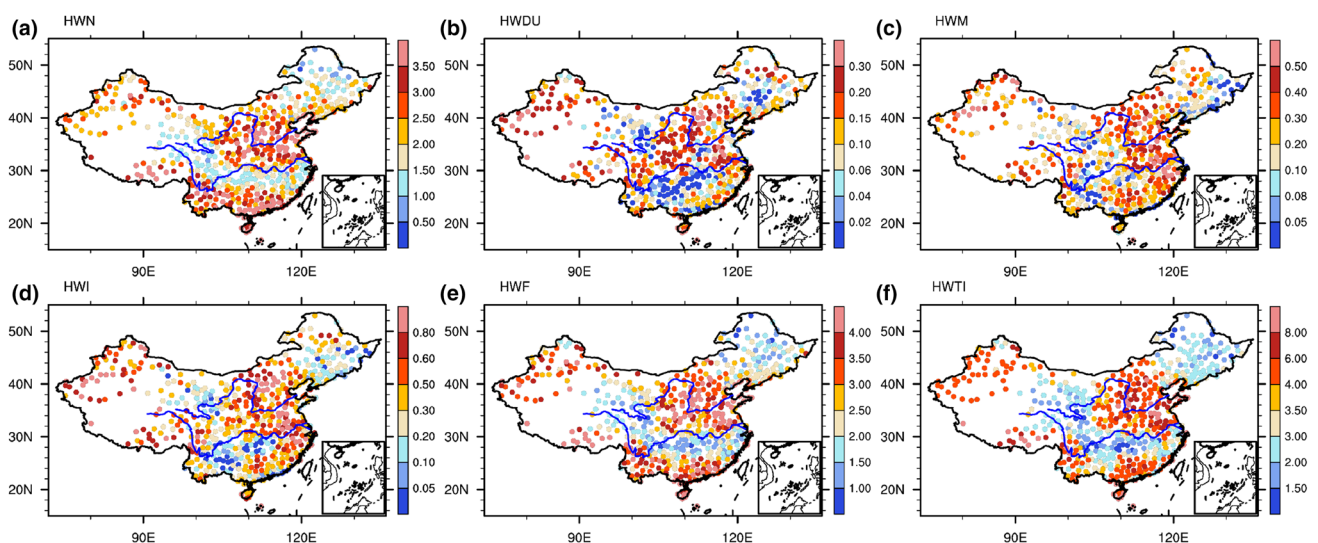 (a) HWN
50N
40N
30N
20N
90E 120E
3.50
3.00
2.50
2.00
1.50
1.00
0.50
(b) HWDU
50N
40N
30N
20N
90E 120E
0.30
0.20
0.15
0.10
0.06
0.04
0.02
(c) HWM
50N
40N
30N
20N
90E 120E
0.50
0.40
0.30
0.20
0.10
0.08
0.05
(d) HWI
50N
40N
30N
20N
90E 120E
0.80
0.60
0.50
0.30
0.20
0.10
0.05
(e) HWF
50N
40N
30N
20N
90E 120E
4.00
3.50
3.00
2.50
2.00
1.50
1.00
(f) HWTI
50N
40N
30N
20N
90E 120E
8.00
6.00
4.00
3.50
3.00
2.00
1.50